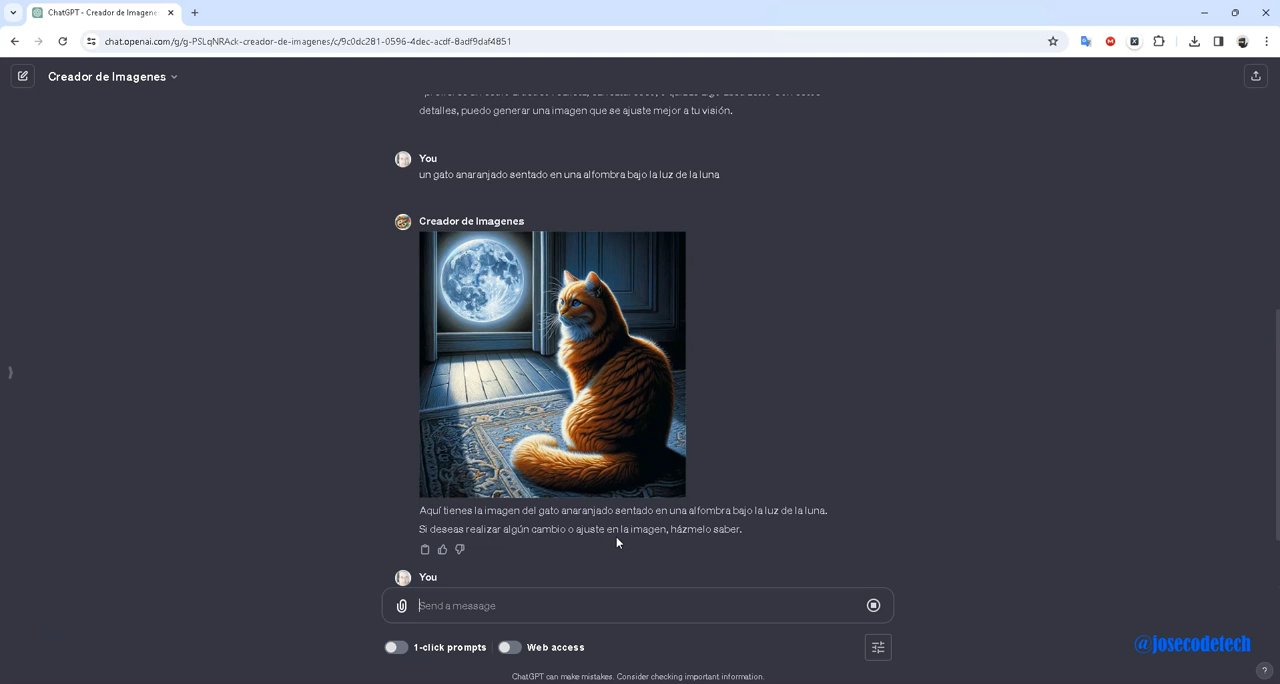 ChatGPT - Creador de Imagene
chat.openai.com/g/g-PSLqNRAck-creador-de-imagenes/c/9c0dc281-0596-4dec-acdf-8adf9daf4851
Creador de Imagenes
detalles, puedo generar una imagen que se ajuste mejor a tu visión.
You
un gato anaranjado sentado en una alfombra bajo la luz de la luna
Creador de Imagenes
Aquí tienes la imagen del gato anaranjado sentado en una alfombra bajo la luz de la luna.
Si deseas realizar algún cambio o ajuste en la imagen, házmelo saber.
You
Send a message
1-click prompts Web access
@josecodetech
ChatGPT can make mistakes. Consider checking important information.